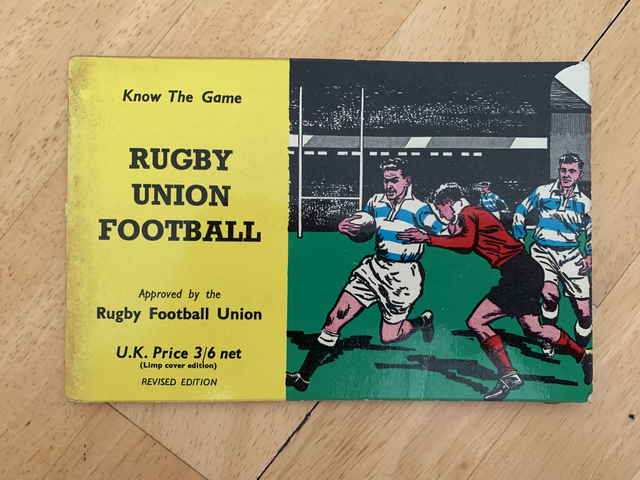 Know The Game
RUGBY
UNION
FOOTBALL
Approved by the
Rugby Football Union
U.K. Price 3/6 net
(Limp cover edition)
REVISED EDITION